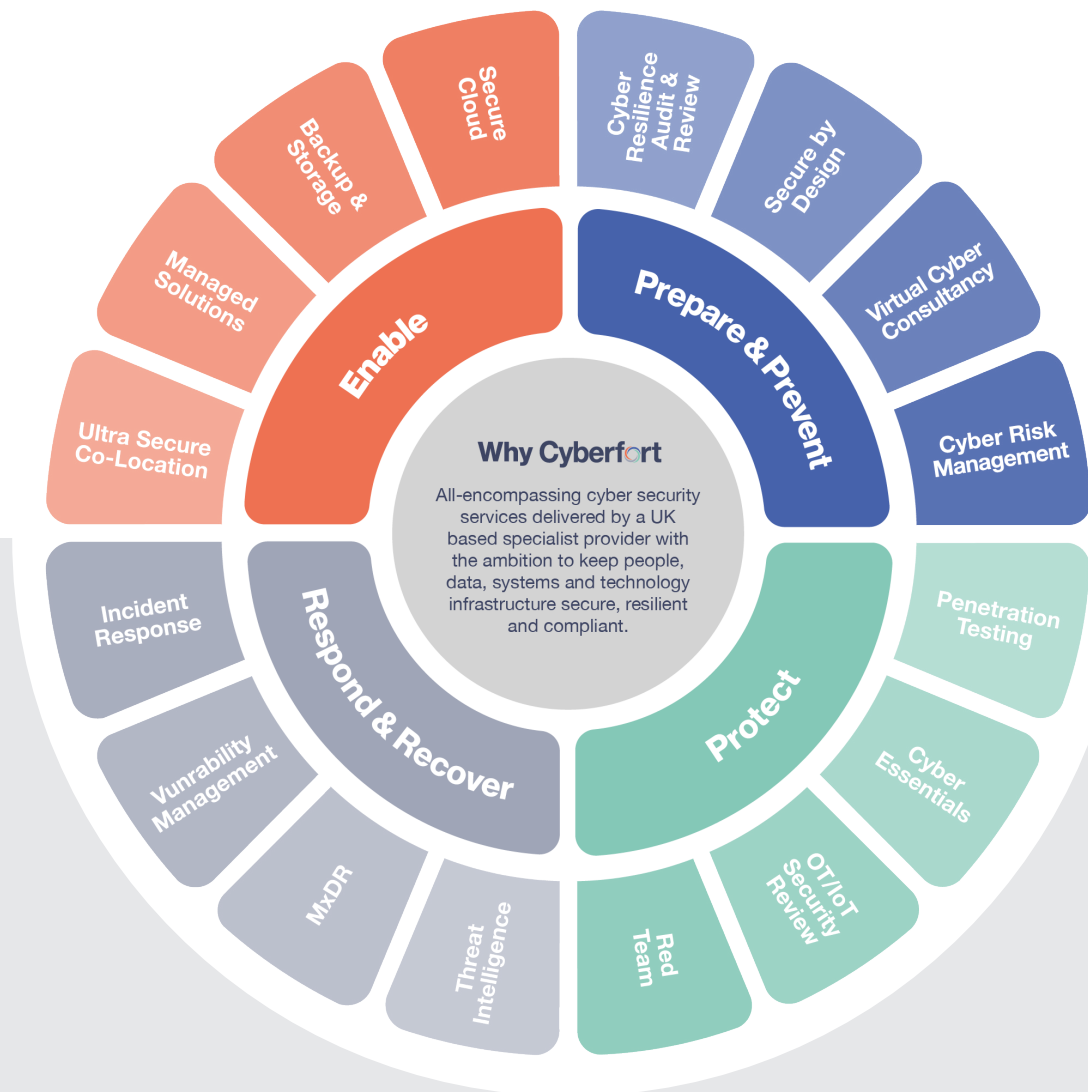 Secure
Cloud
Cyber
Resilience
Audit &
Review
Backup &
Storage
Secure by
Design
Managed
Solutions
Virtual Cyber
Consultancy
Ultra Secure
Co-Location
Cyber Risk
Management
Enable
Prepare & Prevent
Why Cyberfort
All-encompassing cyber security
services delivered by a UK
based specialist provider with
the ambition to keep people,
data, systems and technology
infrastructure secure, resilient
and compliant.
Respond & Recover
Protect
Incident
Response
Penetration
Testing
Vunrability
Management
Cyber
Essentials
MxDR
OT/IoT
Security
Review
Threat
Intelligence
Red
Team